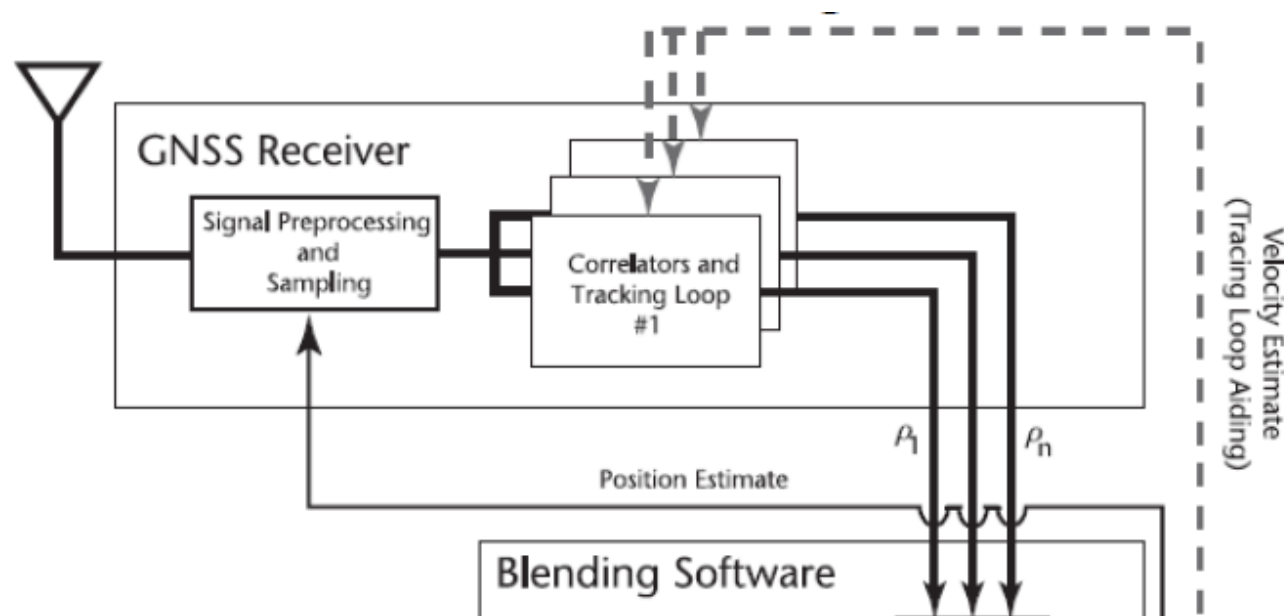 GNSS Receiver
Signal Preprocessing
and
Sampling
Correlators and
Tracking Loop
#1
Velocity Estimate
(Tracing Loop Aiding)
ρ1
ρn
Position Estimate
Blending Software